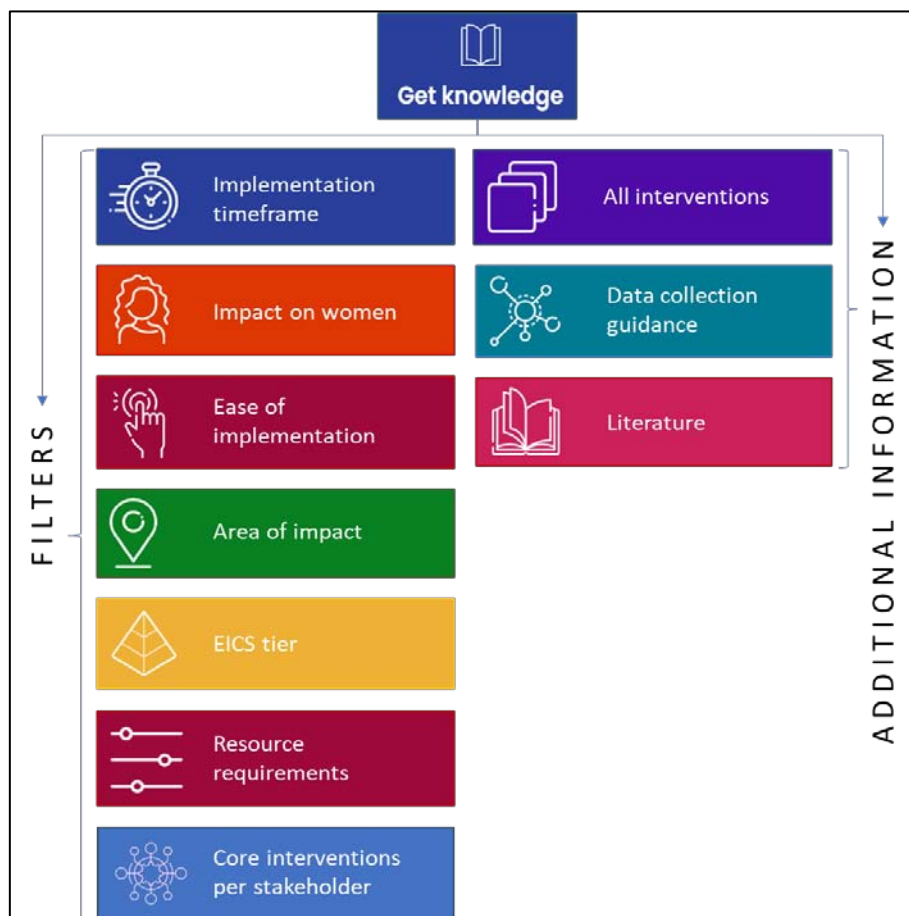 Get knowledge
FILTERS
Implementation
timeframe
Impact on women
Ease of
implementation
Area of impact
EICS tier
Resource
requirements
Core interventions
per stakeholder
All interventions
Data collection
guidance
Literature
ADDITIONAL INFORMATION